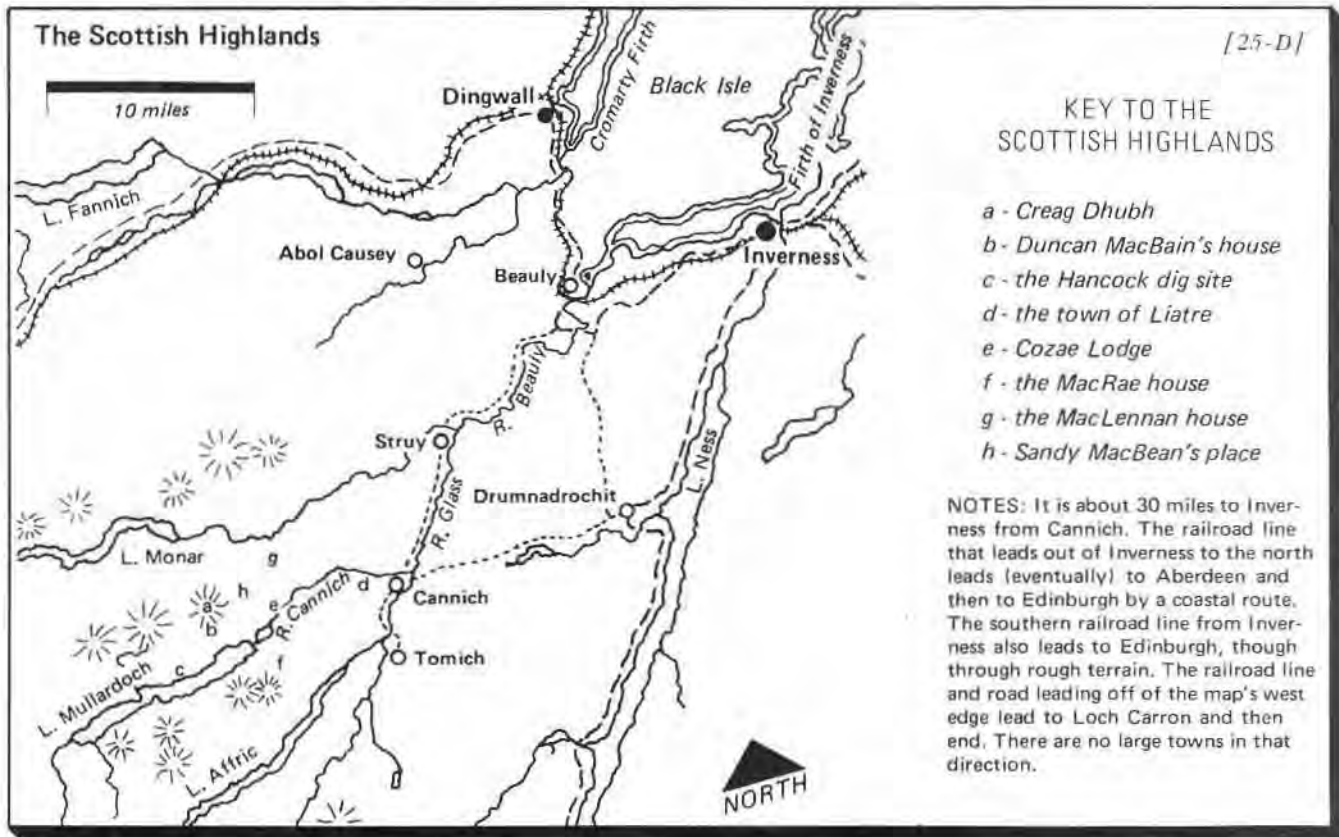 The Scottish Highlands
[25-D]
10 miles
Dingwall
Cromarty Firth
Black Isle
Firth of Inverness
L. Fannich
Abol Causey
Beauly
Inverness
R. Beauly
Struy
R. Glass
Drumnadrochit
L. Ness
L. Monar
g
h
a
b
e
R. Cannich
d
Cannich
c
f
Tomich
L. Mullardoch
L. Affric
NORTH
KEY TO THE
SCOTTISH HIGHLANDS
a - Creag Dhubh
b - Duncan MacBain's house
c - the Hancock dig site
d - the town of Liatre
e - Cozae Lodge
f - the MacRae house
g - the MacLennan house
h - Sandy MacBean's place
NOTES: It is about 30 miles to Inver-
ness from Cannich. The railroad line
that leads out of Inverness to the north
leads (eventually) to Aberdeen and
then to Edinburgh by a coastal route.
The southern railroad line from Inver-
ness also leads to Edinburgh, though
through rough terrain. The railroad line
and road leading off of the map's west
edge lead to Loch Carron and then
end. There are no large towns in that
direction.